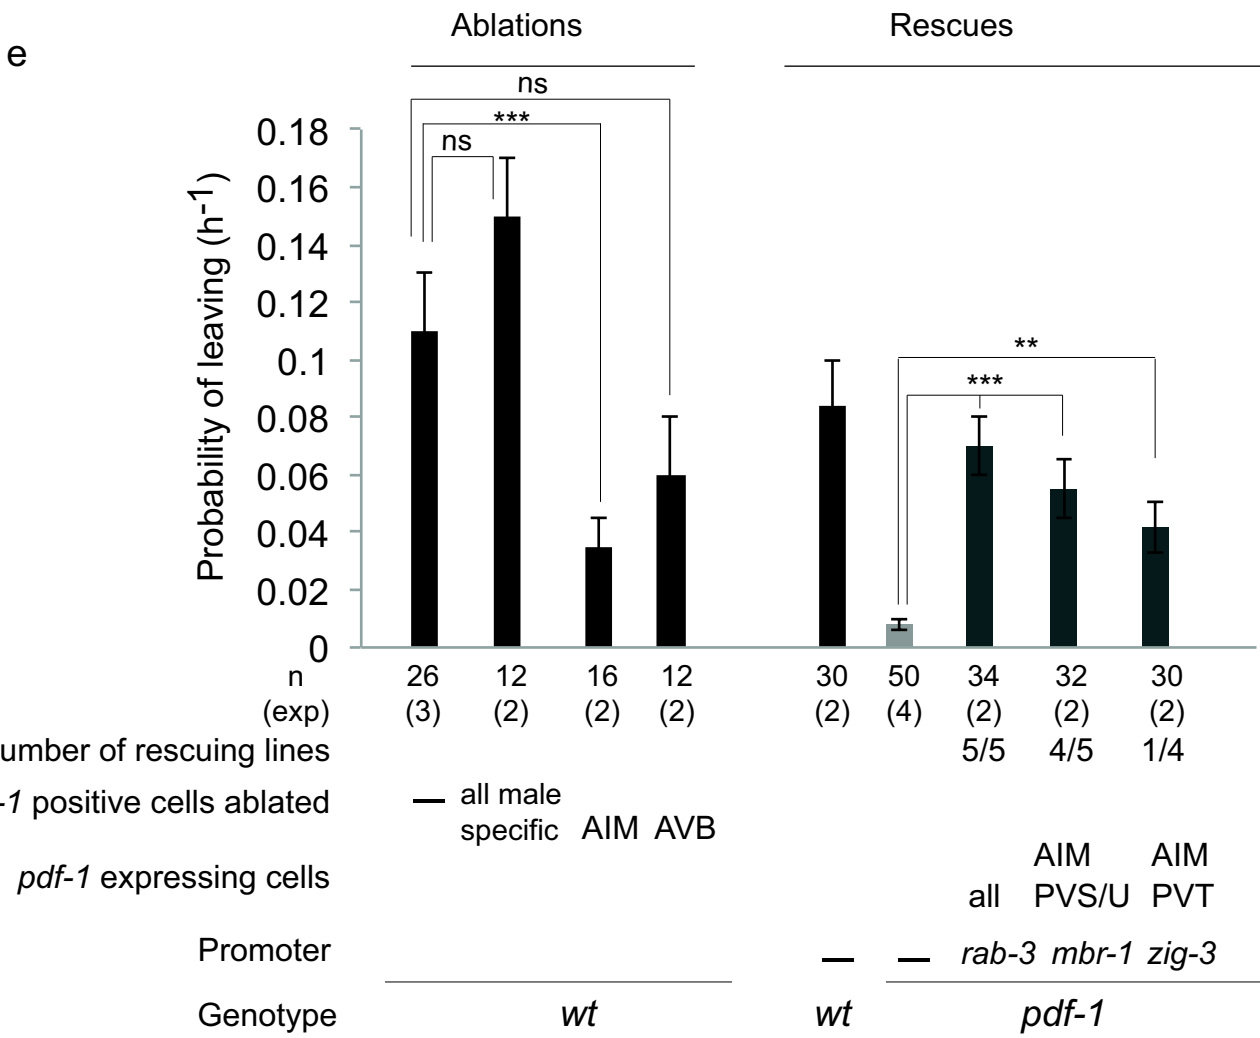 e
Ablations
Rescues
ns
***
ns
**
***
Probability of leaving (h-1)
0.18
0.16
0.14
0.12
0.1
0.08
0.06
0.04
0.02
0
n 26 12 16 12 30 50 34 32 30
(exp) (3) (2) (2) (2) (2) (4) (2) (2) (2)
umber of rescuing lines 5/5 4/5 1/4
-1 positive cells ablated — all male specific AIM AVB
pdf-1 expressing cells all AIM PVS/U AIM PVT
Promoter — — rab-3 mbr-1 zig-3
Genotype wt wt pdf-1